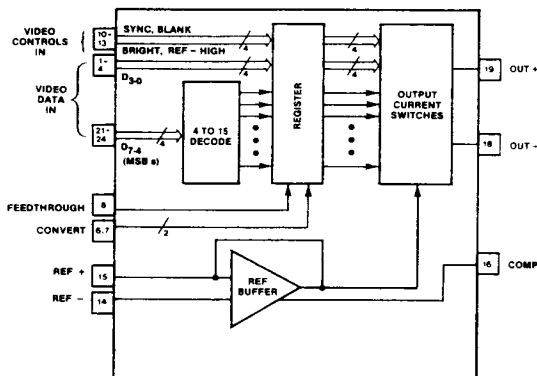 VIDEO CONTROLS IN
10-13
SYNC, BLANK
BRIGHT, REF-HIGH
4
4
1-4
D3-0
4
4
VIDEO DATA IN
21-24
D7-4
(MSB s)
4
4 TO 15 DECODE
REGISTER
OUTPUT CURRENT SWITCHES
19
OUT +
18
OUT -
FEEDTHROUGH
8
CONVERT
6,7
2
REF +
15
REF -
14
REF BUFFER
16
COMP